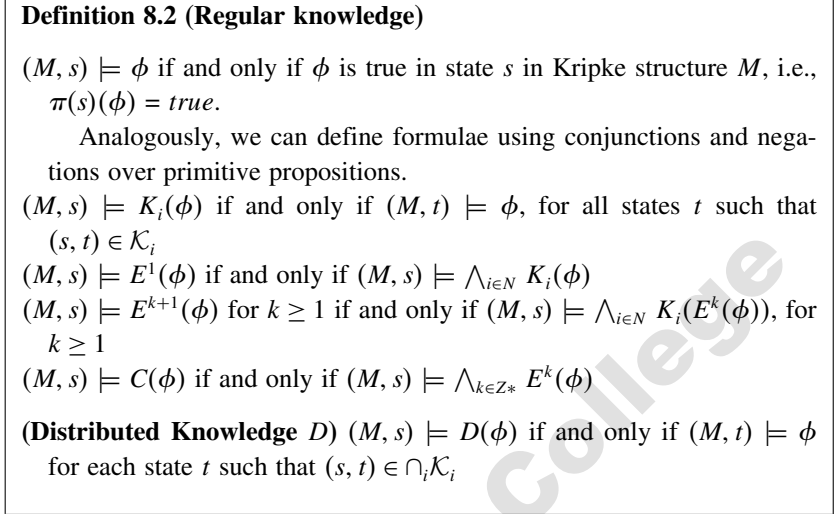 Definition 8.2 (Regular knowledge)
(M, s) ⊨ ϕ if and only if ϕ is true in state s in Kripke structure M, i.e.,
π(s)(ϕ) = true.
Analogously, we can define formulae using conjunctions and nega-
tions over primitive propositions.
(M, s) ⊨ K_i(ϕ) if and only if (M, t) ⊨ ϕ, for all states t such that
(s, t) ∈ 𝒦_i
(M, s) ⊨ E^1(ϕ) if and only if (M, s) ⊨ ⋀_{i∈N} K_i(ϕ)
(M, s) ⊨ E^{k+1}(ϕ) for k ≥ 1 if and only if (M, s) ⊨ ⋀_{i∈N} K_i(E^k(ϕ)), for
k ≥ 1
(M, s) ⊨ C(ϕ) if and only if (M, s) ⊨ ⋀_{k∈Z*} E^k(ϕ)
(Distributed Knowledge D) (M, s) ⊨ D(ϕ) if and only if (M, t) ⊨ ϕ
for each state t such that (s, t) ∈ ∩_i𝒦_i
College